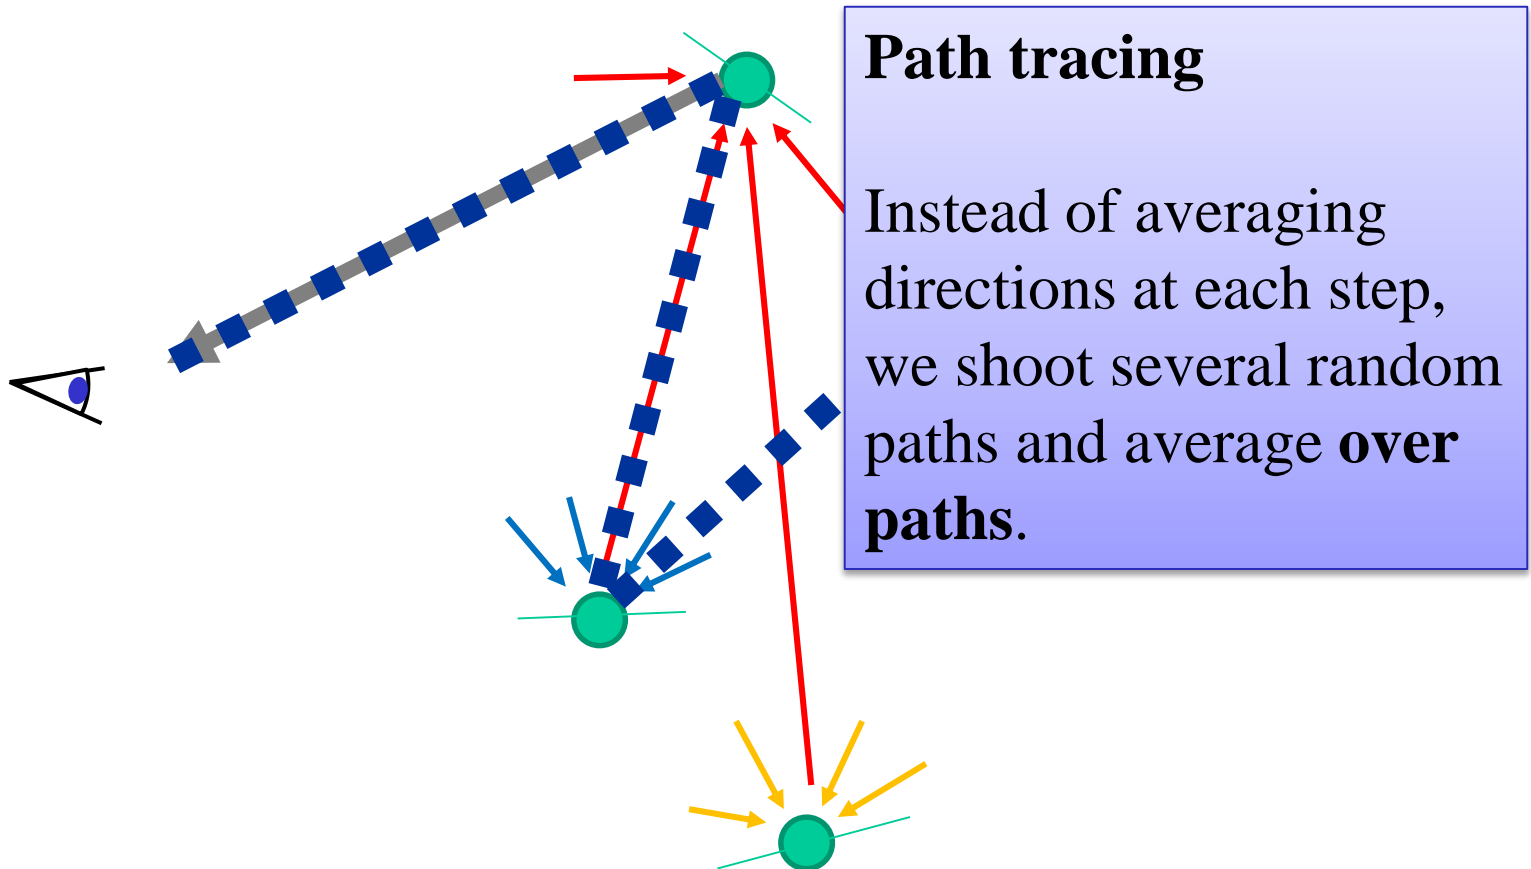 Path tracing
Instead of averaging
directions at each step,
we shoot several random
paths and average over
paths.